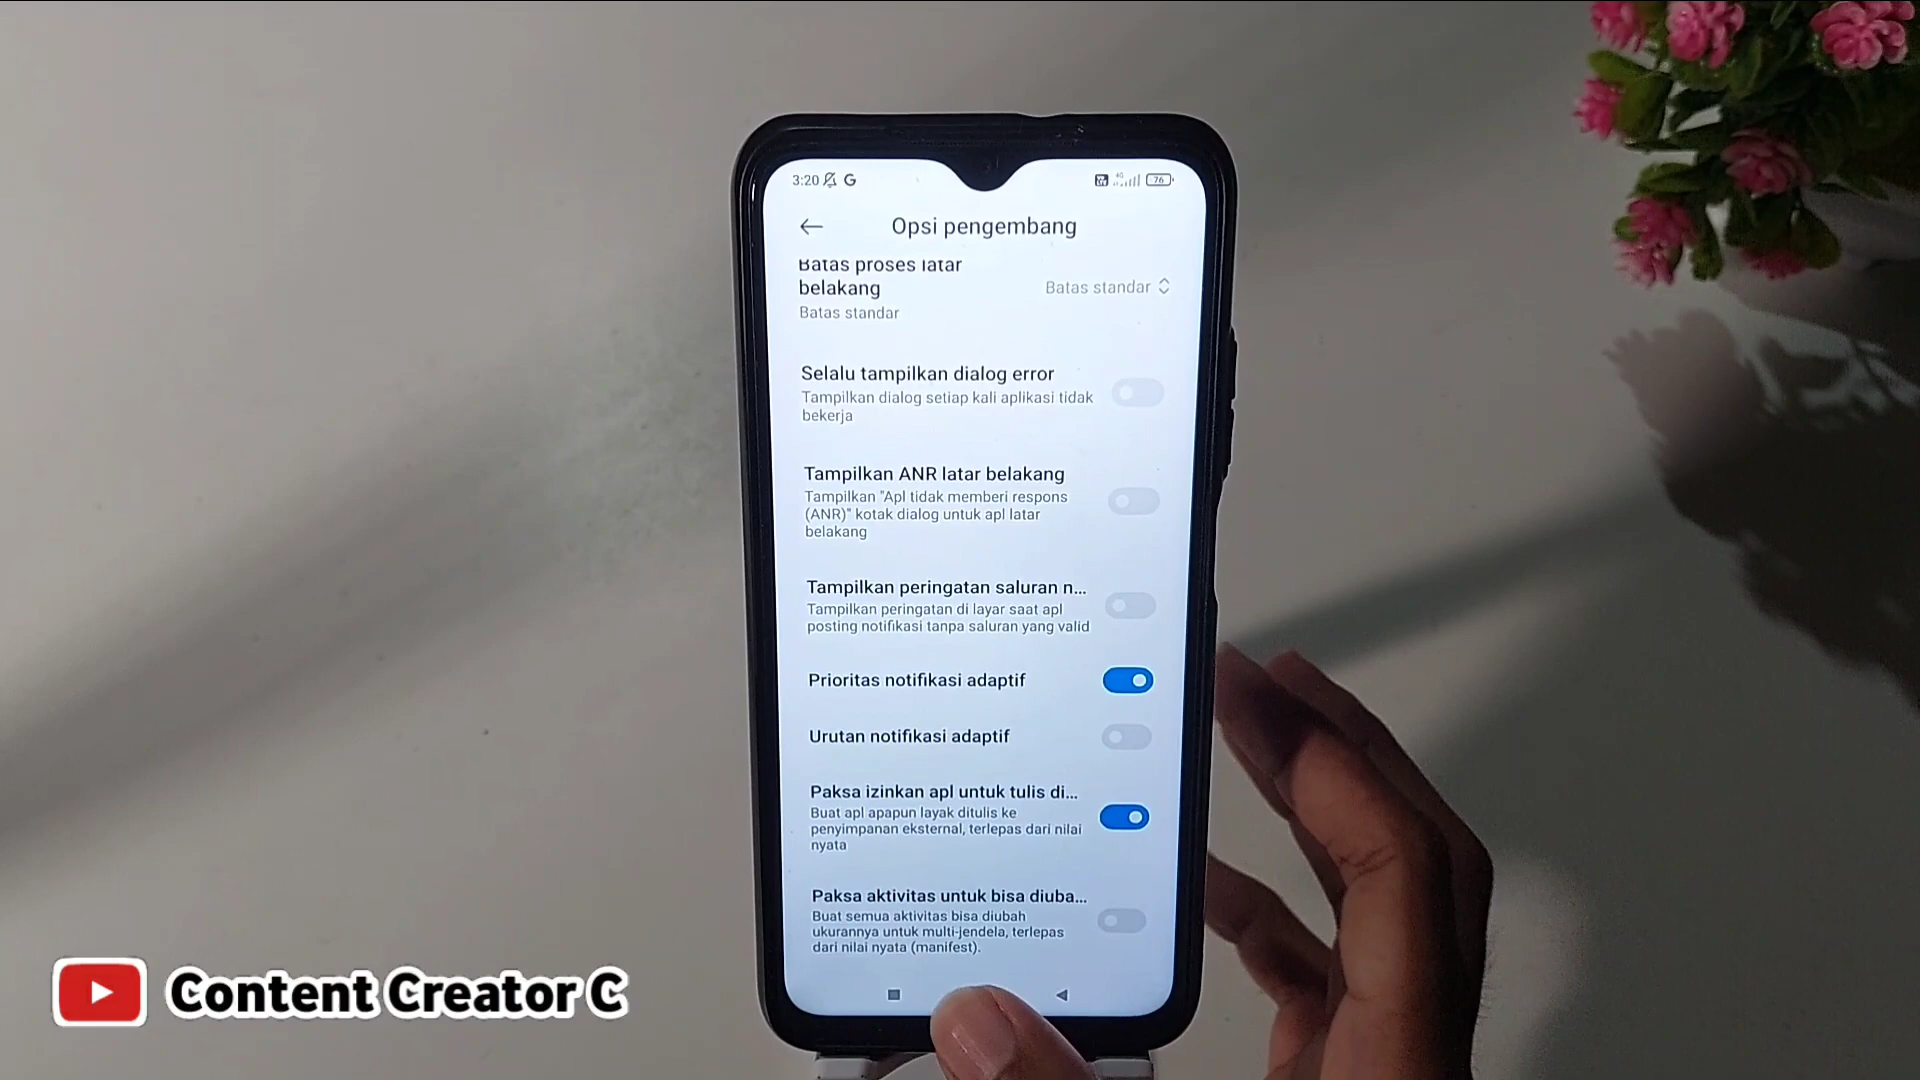 3:20
76
Opsi pengembang
Batas proses latar
belakang
Batas standar
Batas standar
Selalu tampilkan dialog error
Tampilkan dialog setiap kali aplikasi tidak
bekerja
Tampilkan ANR latar belakang
Tampilkan "Apl tidak memberi respons
(ANR)" kotak dialog untuk apl latar
belakang
Tampilkan peringatan saluran n...
Tampilkan peringatan di layar saat apl
posting notifikasi tanpa saluran yang valid
Prioritas notifikasi adaptif
Urutan notifikasi adaptif
Paksa izinkan apl untuk tulis di...
Buat apl apapun layak ditulis ke
penyimpanan eksternal, terlepas dari nilai
nyata
Paksa aktivitas untuk bisa diuba...
Buat semua aktivitas bisa diubah
ukurannya untuk multi-jendela, terlepas
dari nilai nyata (manifest).
Content Creator C